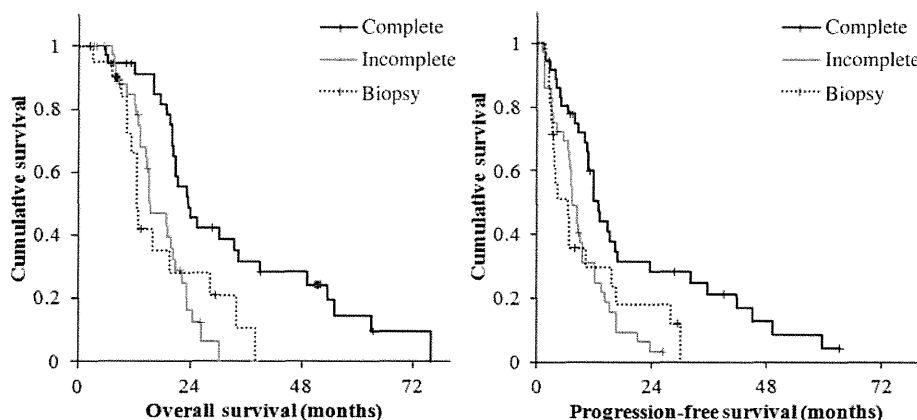 Complete
Incomplete
Biopsy
Cumulative survival
1
0.8
0.6
0.4
0.2
0
0 24 48 72
Overall survival (months)
Complete
Incomplete
Biopsy
Cumulative survival
1
0.8
0.6
0.4
0.2
0
0 24 48 72
Progression-free survival (months)